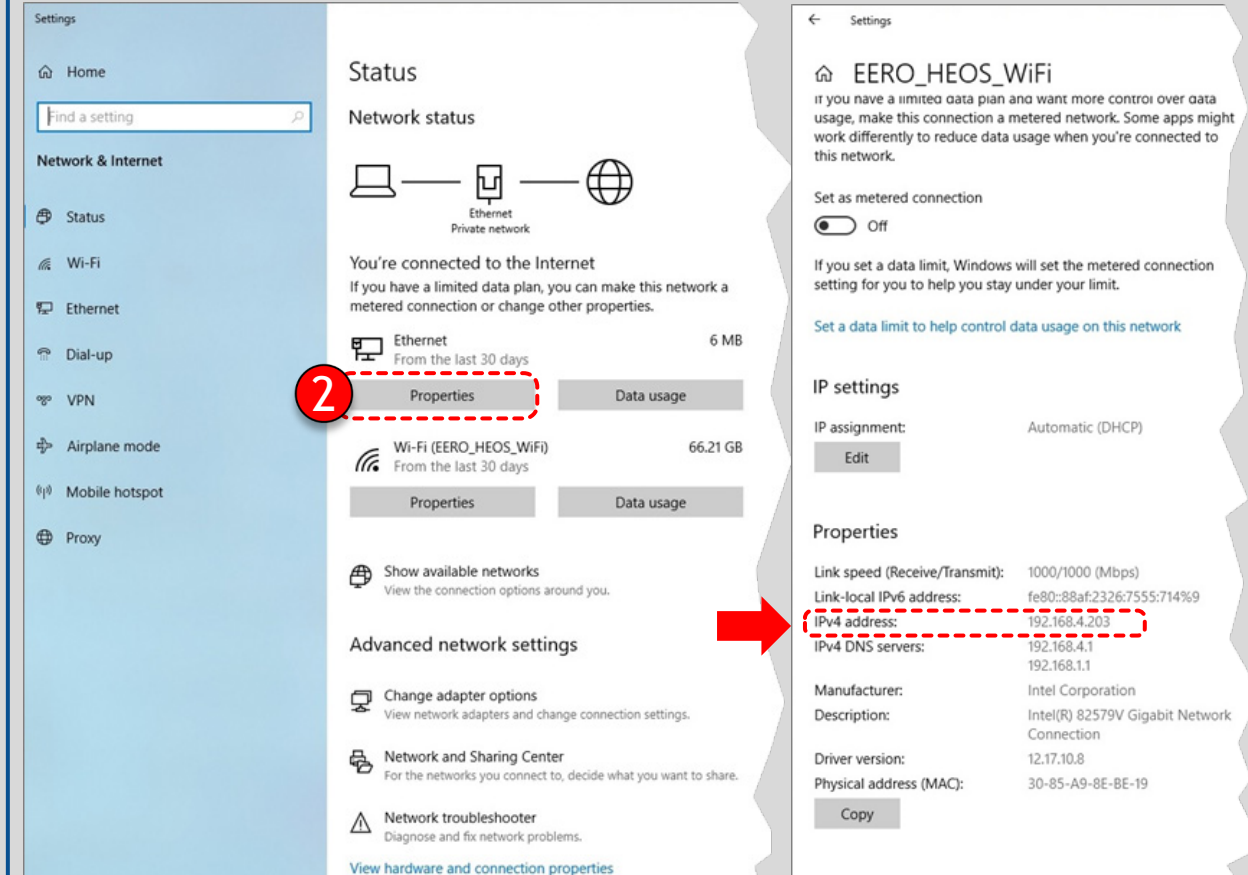 Settings
Home
Find a setting
Network & Internet
Status
Wi-Fi
Ethernet
Dial-up
VPN
Airplane mode
Mobile hotspot
Proxy
Status
Network status
Ethernet
Private network
You're connected to the Internet
If you have a limited data plan, you can make this network a
metered connection or change other properties.
Ethernet 6 MB
From the last 30 days
2
Properties Data usage
Wi-Fi (EERO_HEOS_WiFi) 66.21 GB
From the last 30 days
Properties Data usage
Show available networks
View the connection options around you.
Advanced network settings
Change adapter options
View network adapters and change connection settings.
Network and Sharing Center
For the networks you connect to, decide what you want to share.
Network troubleshooter
Diagnose and fix network problems.
View hardware and connection properties
Settings
EERO_HEOS_WiFi
If you have a limited data plan and want more control over data
usage, make this connection a metered network. Some apps might
work differently to reduce data usage when you're connected to
this network.
Set as metered connection
Off
If you set a data limit, Windows will set the metered connection
setting for you to help you stay under your limit.
Set a data limit to help control data usage on this network
IP settings
IP assignment: Automatic (DHCP)
Edit
Properties
Link speed (Receive/Transmit): 1000/1000 (Mbps)
Link-local IPv6 address: fe80::88af:2326:7555:714%9
IPv4 address: 192.168.4.203
IPv4 DNS servers: 192.168.4.1
192.168.1.1
Manufacturer: Intel Corporation
Description: Intel(R) 82579V Gigabit Network
Connection
Driver version: 12.17.10.8
Physical address (MAC): 30-85-A9-8E-BE-19
Copy